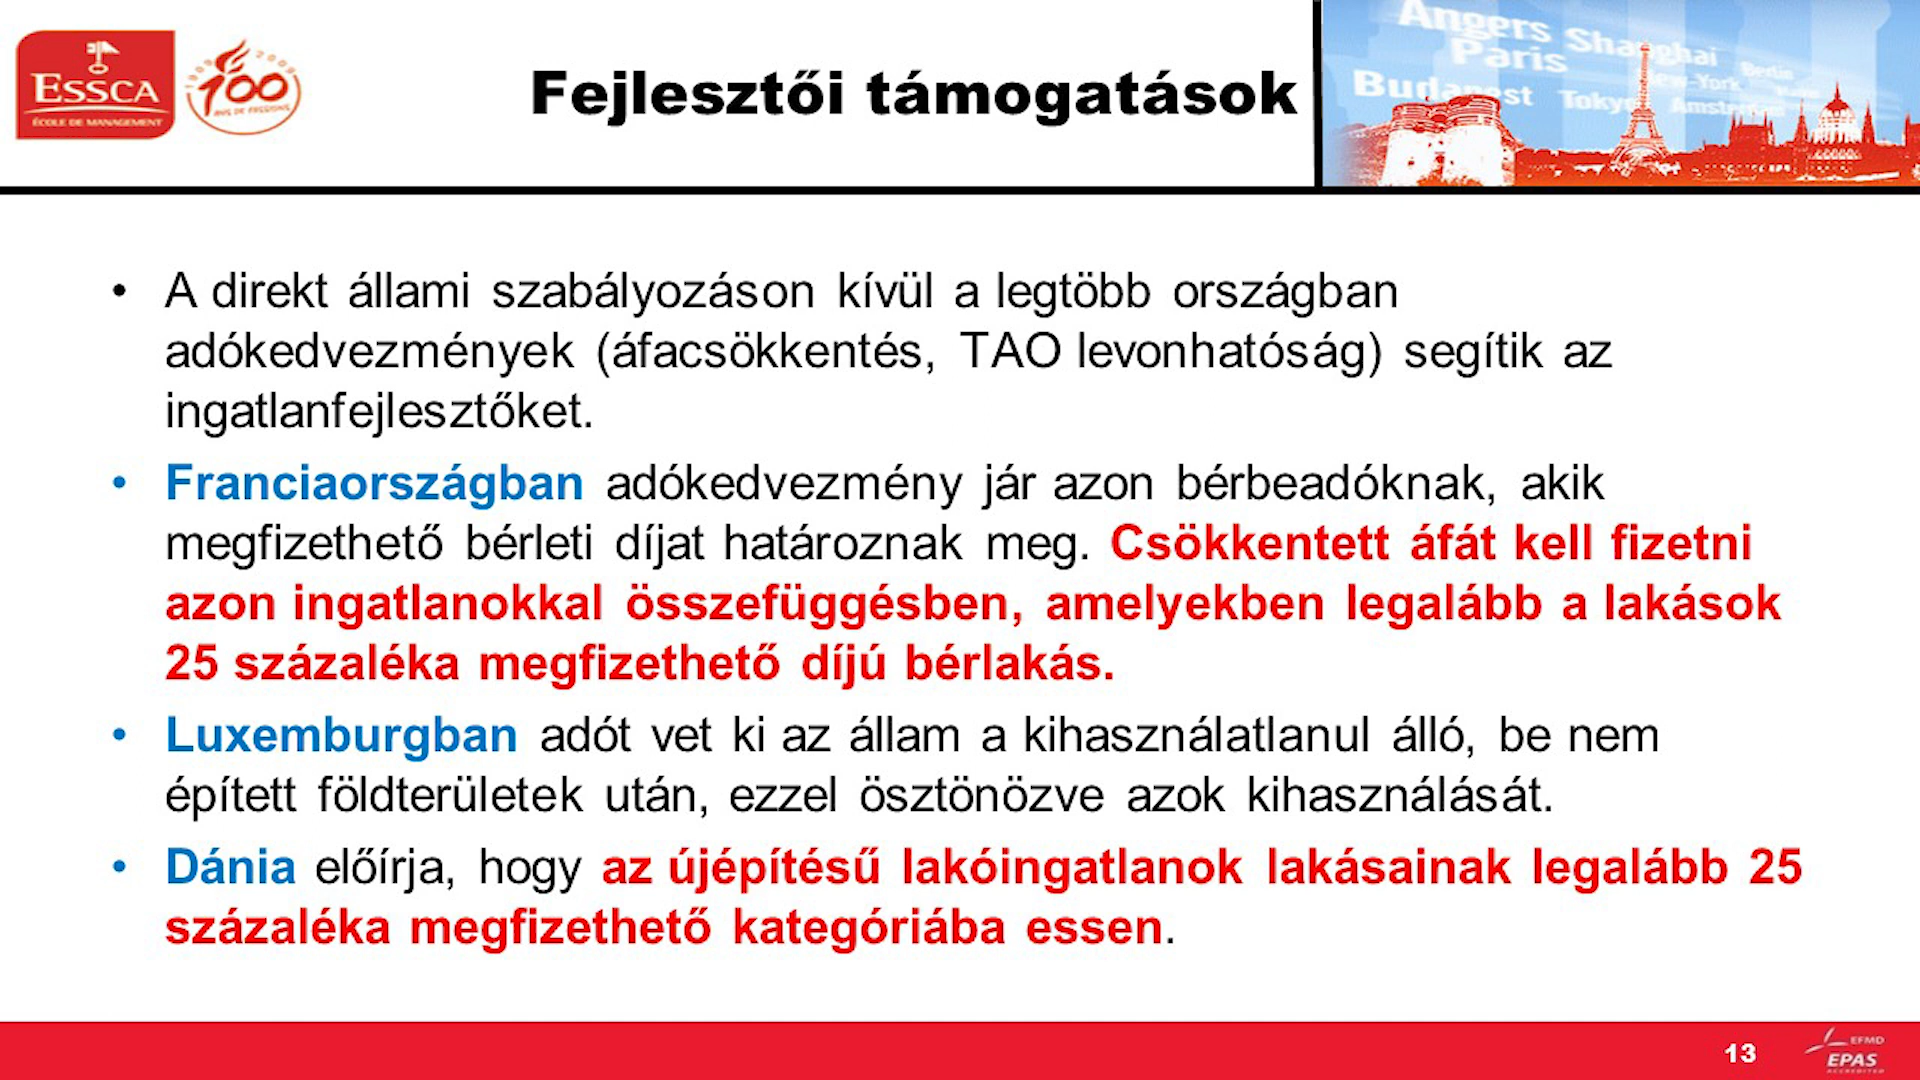 ESSCA
ÉCOLE DE MANAGEMENT
100
Fejlesztői támogatások
Angers Shanghai
Paris
Budapest Tokyo Amsterdam
New-York Berlin
• A direkt állami szabályozáson kívül a legtöbb országban
adókedvezmények (áfacsökkentés, TAO levonhatóság) segítik az
ingatlanfejlesztőket.
• Franciaországban adókedvezmény jár azon bérbeadóknak, akik
megfizethető bérleti díjat határoznak meg. Csökkentett áfát kell fizetni
azon ingatlanokkal összefüggésben, amelyekben legalább a lakások
25 százaléka megfizethető díjú bérlakás.
• Luxemburgban adót vet ki az állam a kihasználatlanul álló, be nem
épített földterületek után, ezzel ösztönözve azok kihasználását.
• Dánia előírja, hogy az újépítésű lakóingatlanok lakásainak legalább 25
százaléka megfizethető kategóriába essen.
13
EFMD
EPAS
ACCREDITED